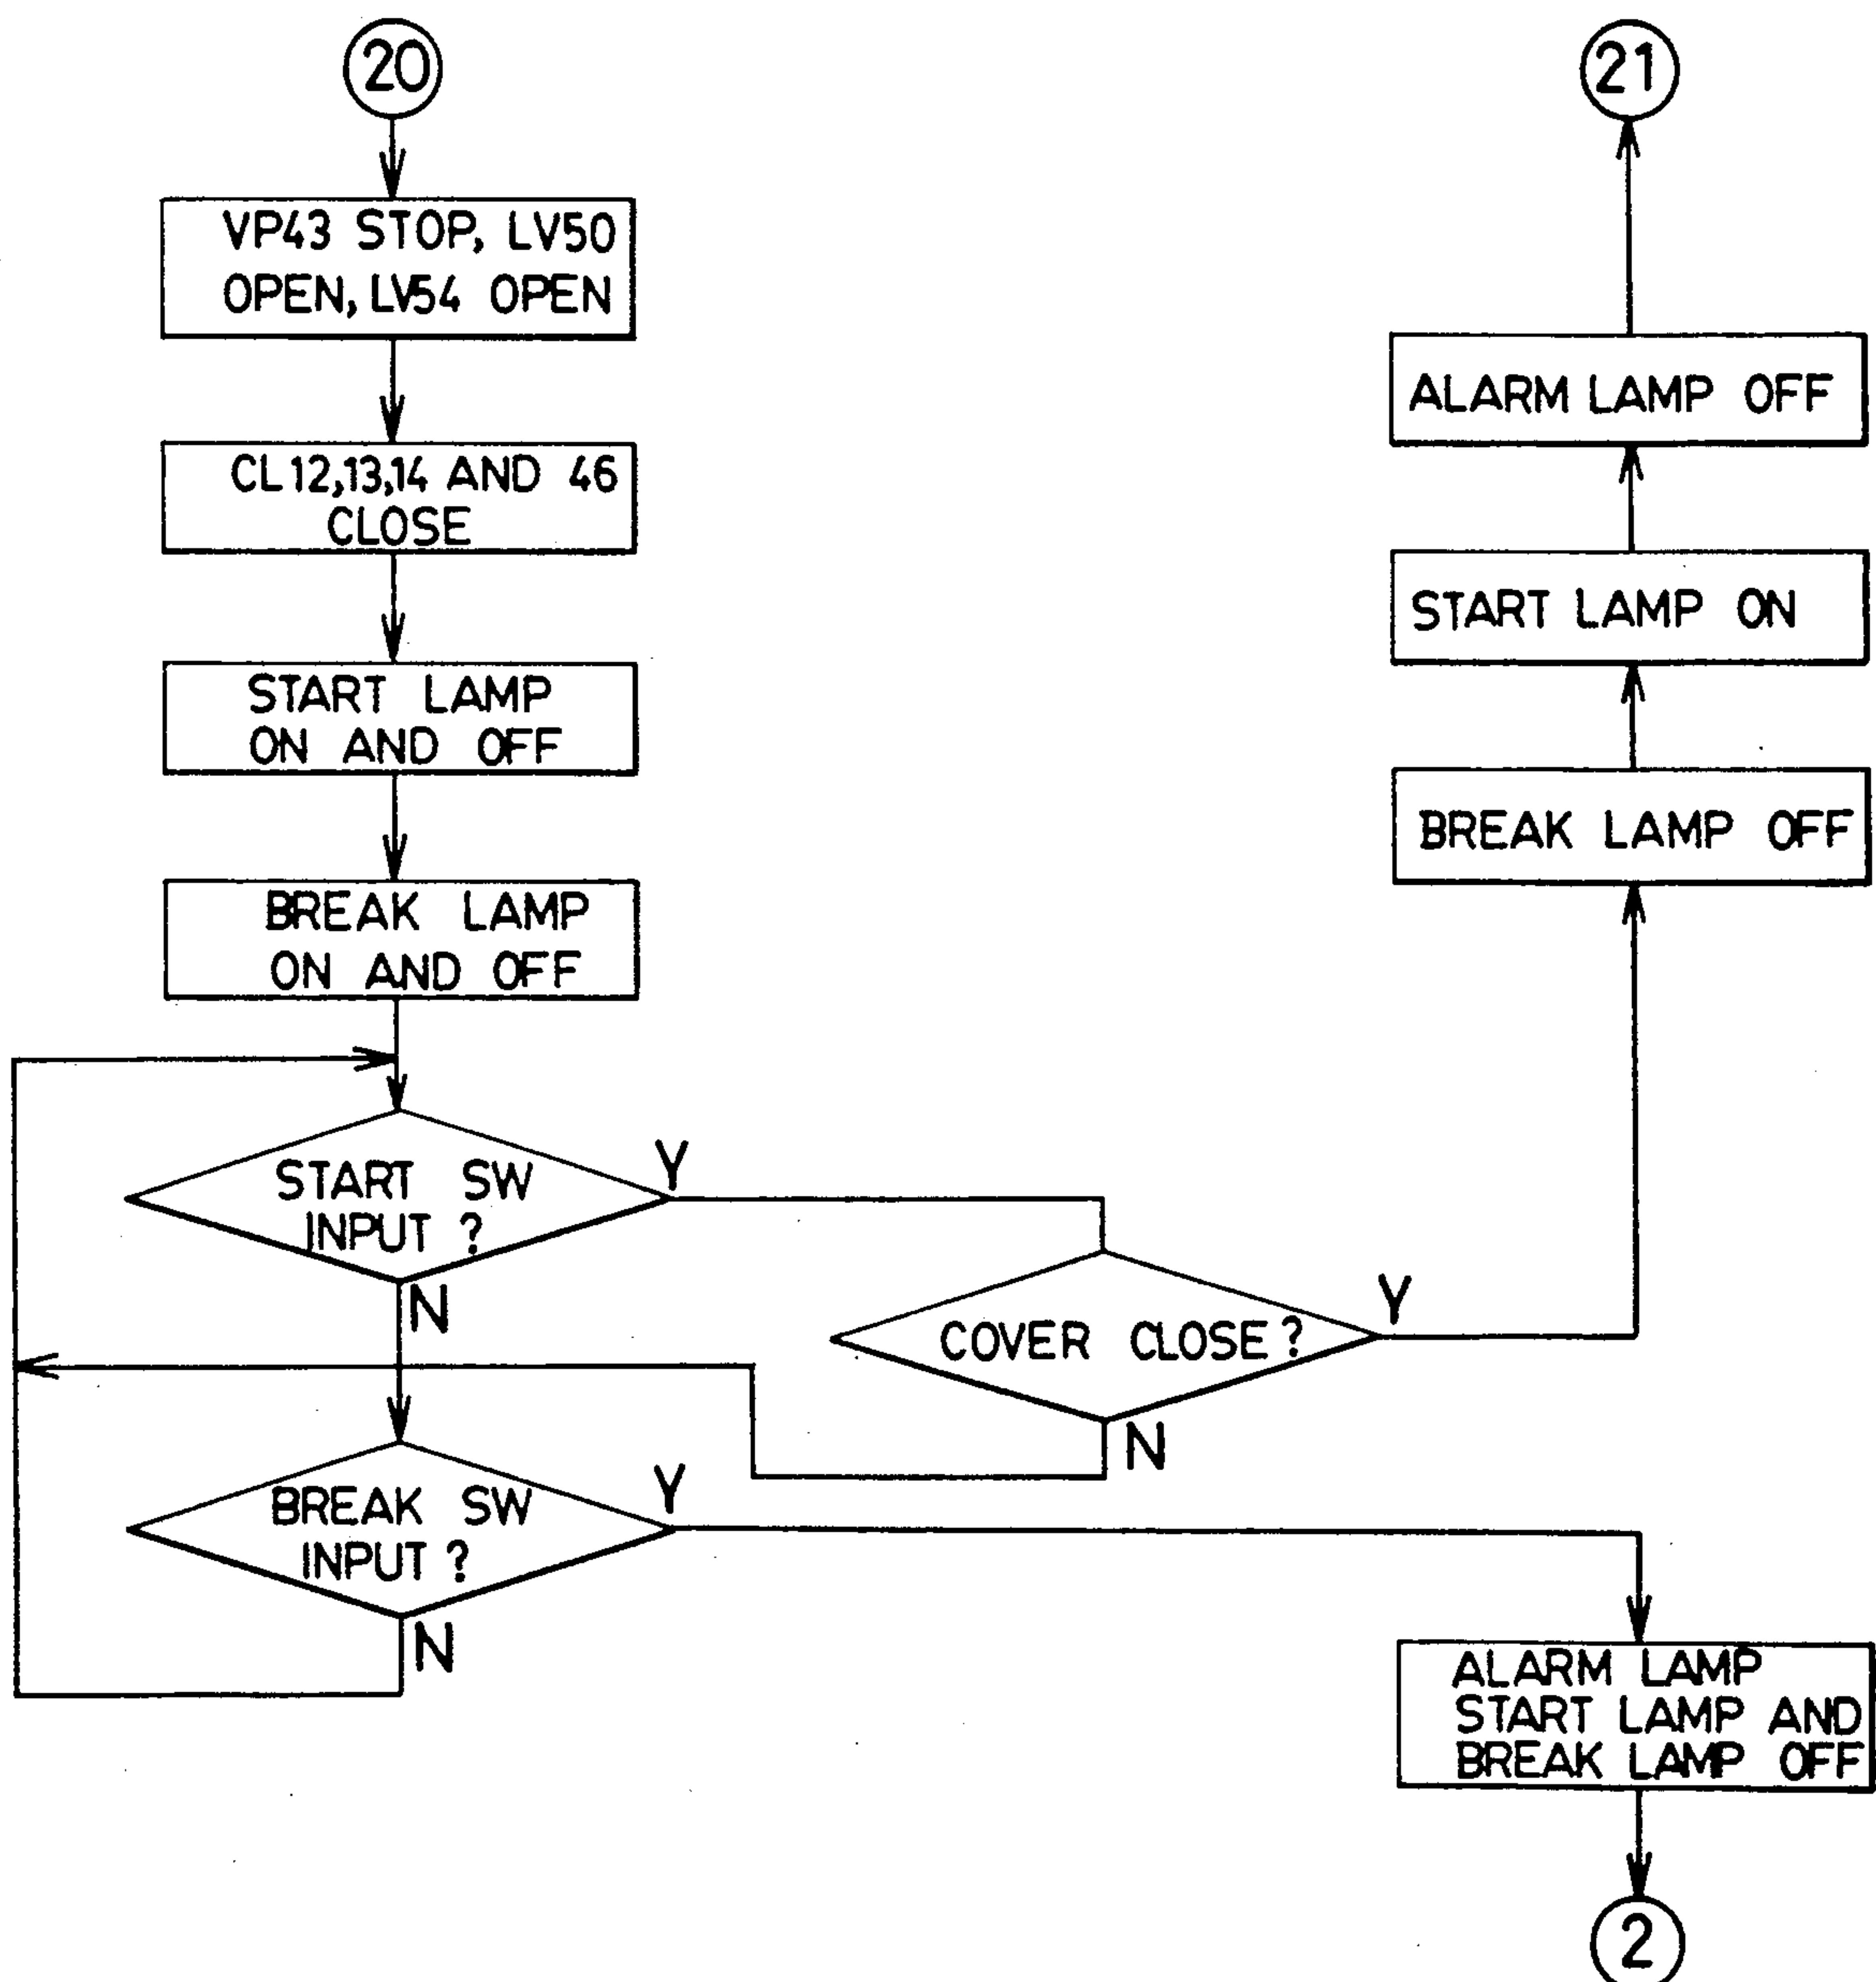 20
VP43 STOP, LV50
OPEN, LV54 OPEN
CL12,13,14 AND 46
CLOSE
START LAMP
ON AND OFF
BREAK LAMP
ON AND OFF
START SW
INPUT ?
Y
N
BREAK SW
INPUT ?
Y
N
COVER CLOSE ?
Y
N
21
ALARM LAMP OFF
START LAMP ON
BREAK LAMP OFF
ALARM LAMP
START LAMP AND
BREAK LAMP OFF
2